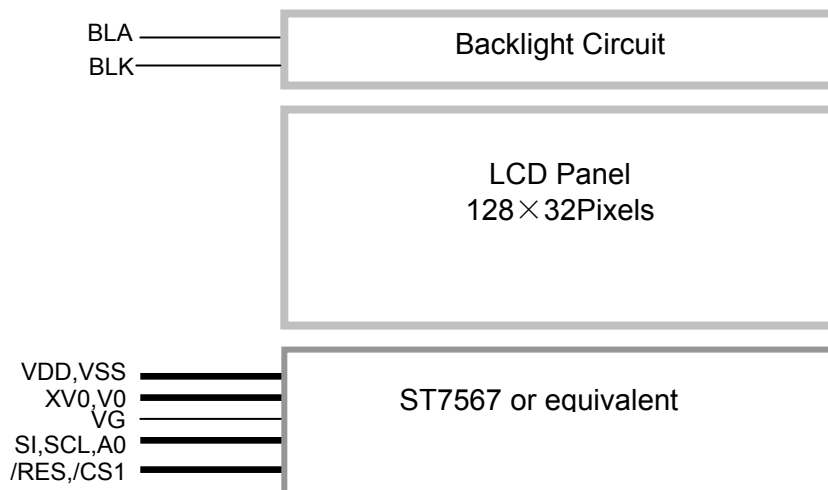 BLA
BLK
Backlight Circuit
LCD Panel
128×32Pixels
VDD,VSS
XV0,V0
VG
SI,SCL,A0
/RES,/CS1
ST7567 or equivalent